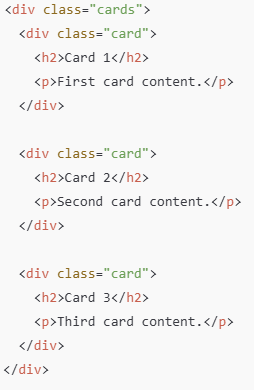 <div class="cards">
  <div class="card">
    <h2>Card 1</h2>
    <p>First card content.</p>
  </div>

  <div class="card">
    <h2>Card 2</h2>
    <p>Second card content.</p>
  </div>

  <div class="card">
    <h2>Card 3</h2>
    <p>Third card content.</p>
  </div>
</div>